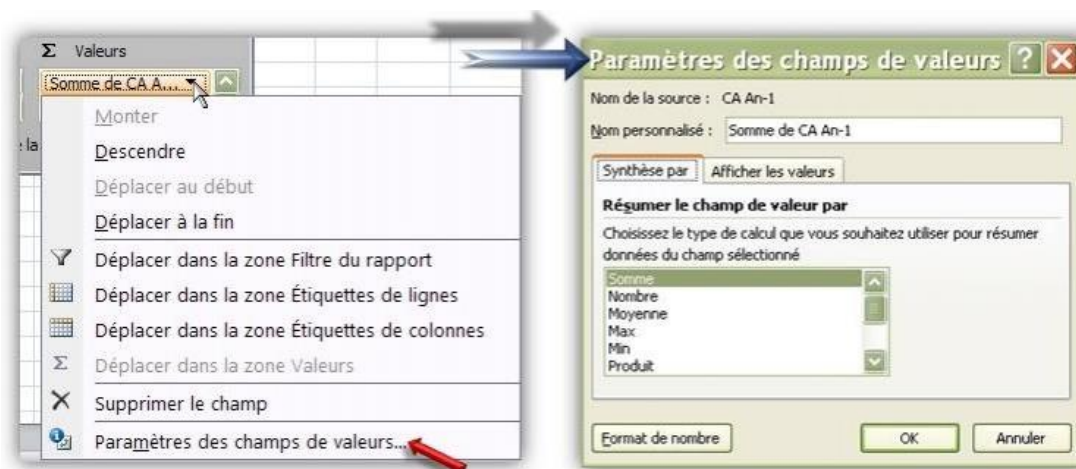 Σ Valeurs
Somme de CA A...
Monter
: la
Descendre
Déplacer au début
Déplacer à la fin
Déplacer dans la zone Filtre du rapport
Déplacer dans la zone Étiquettes de lignes
Déplacer dans la zone Étiquettes de colonnes
Σ Déplacer dans la zone Valeurs
Supprimer le champ
Paramètres des champs de valeurs...
Paramètres des champs de valeurs
Nom de la source : CA An-1
Nom personnalisé : Somme de CA An-1
Synthèse par Afficher les valeurs
Résumer le champ de valeur par
Choisissez le type de calcul que vous souhaitez utiliser pour résumer
données du champ sélectionné
Somme
Nombre
Moyenne
Max
Min
Produit
Format de nombre OK Annuler